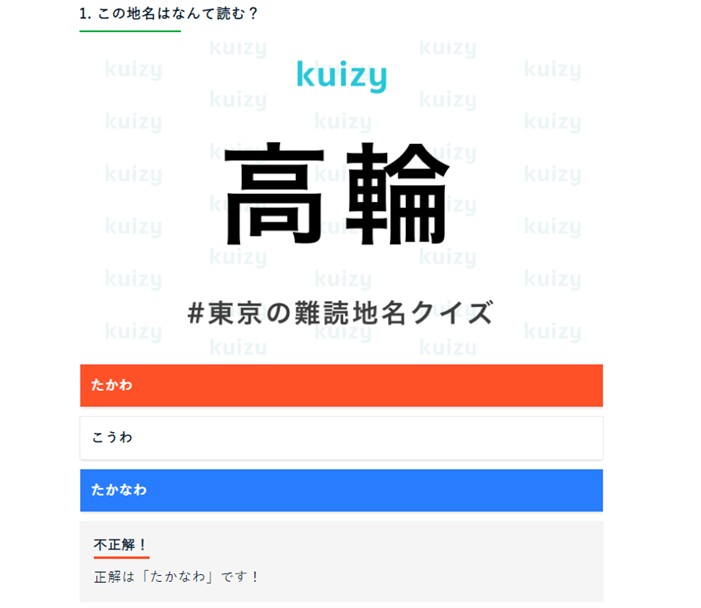 1. この地名はなんて読む？
kuizy
高輪
#東京の難読地名クイズ
たかわ
こうわ
たかなわ
不正解！
正解は「たかなわ」です！